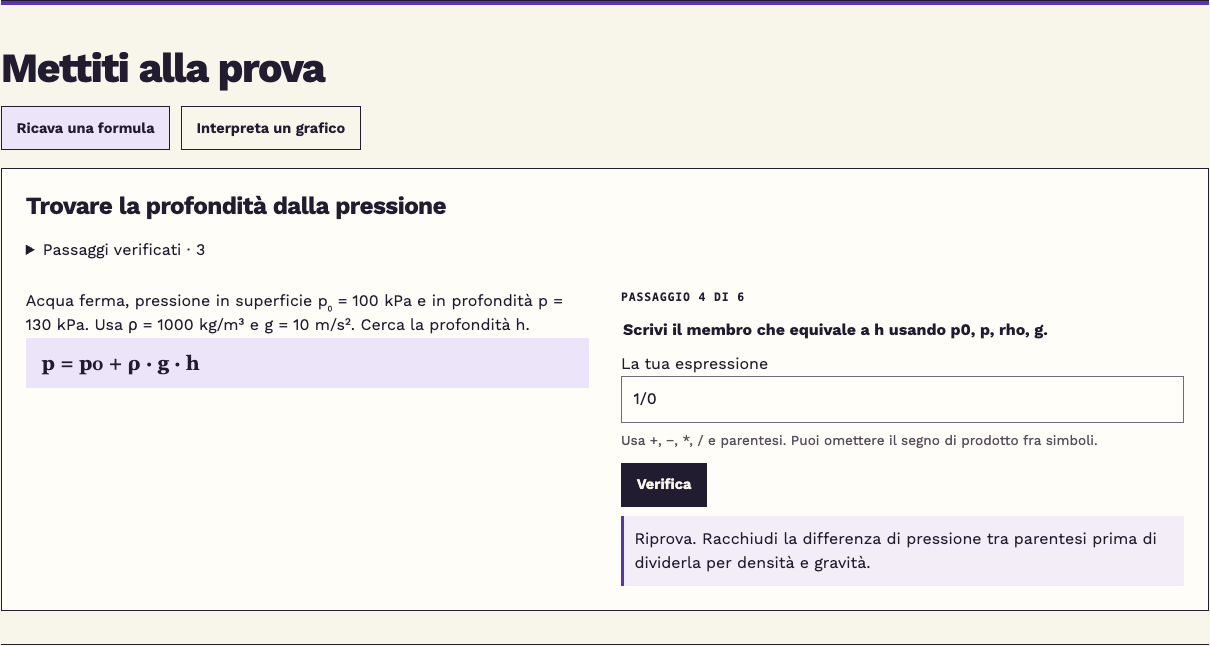 Mettiti alla prova
Ricava una formula
Interpreta un grafico
Trovare la profondità dalla pressione
▶ Passaggi verificati · 3
Acqua ferma, pressione in superficie p₀ = 100 kPa e in profondità p =
130 kPa. Usa ρ = 1000 kg/m³ e g = 10 m/s². Cerca la profondità h.
p = p₀ + ρ · g · h
PASSAGGIO 4 DI 6
Scrivi il membro che equivale a h usando p0, p, rho, g.
La tua espressione
1/0
Usa +, −, *, / e parentesi. Puoi omettere il segno di prodotto fra simboli.
Verifica
Riprova. Racchiudi la differenza di pressione tra parentesi prima di
dividerla per densità e gravità.